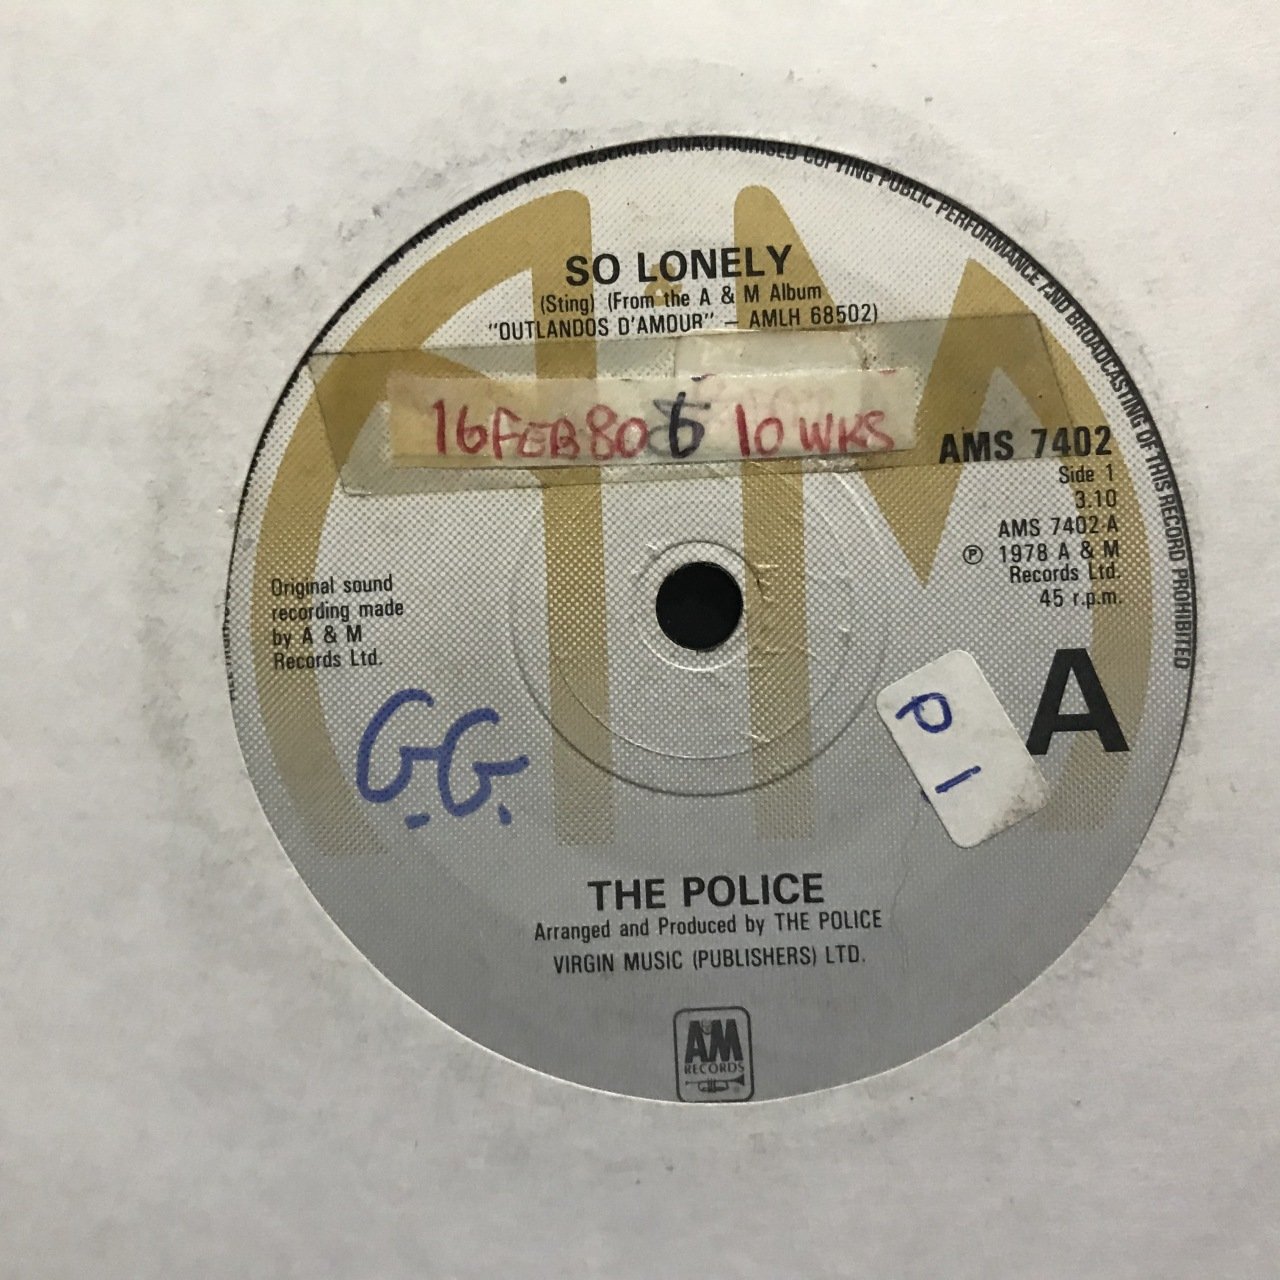 WORK RESERVED. UNAUTHORISED COPYING PUBLIC PERFORMANCE AND BROADCASTING OF THIS RECORD PROHIBITED
SO LONELY
(Sting) (From the A & M Album
"OUTLANDOS D'AMOUR" – AMLH 68502)
16 FEB 80 6 10 WKS
AMS 7402
Side 1
3.10
AMS 7402-A
℗ 1978 A & M
Records Ltd.
45 r.p.m.
Original sound
recording made
by A & M
Records Ltd.
G.G.
P 1
A
THE POLICE
Arranged and Produced by THE POLICE
VIRGIN MUSIC (PUBLISHERS) LTD.
AM
RECORDS